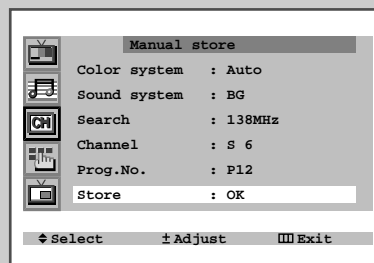 Manual store
Color system : Auto
Sound system : BG
CH
Search : 138MHz
Channel : S 6
Prog.No. : P12
Store : OK
Select ± Adjust Exit